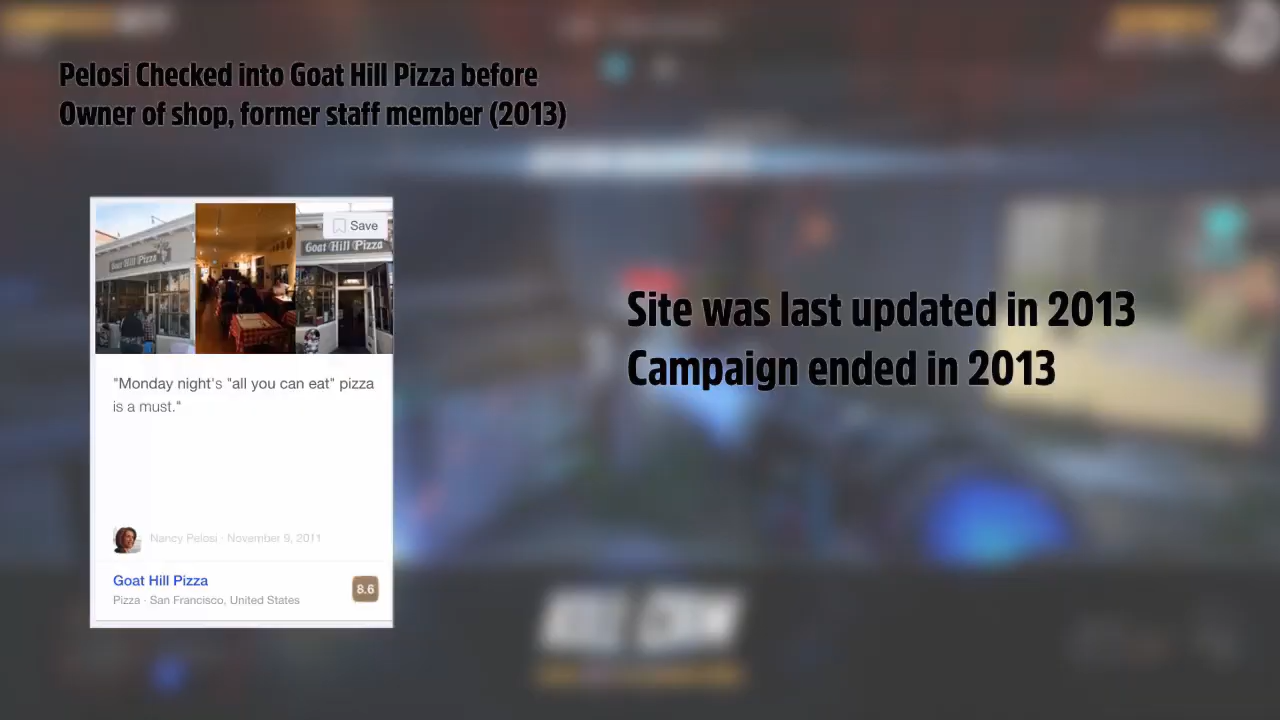 Pelosi Checked into Goat Hill Pizza before
Owner of shop, former staff member (2013)
Save
Goat Hill Pizza
Goat Hill Pizza
"Monday night's "all you can eat" pizza
is a must."
Nancy Pelosi · November 9, 2011
Goat Hill Pizza
8.6
Pizza · San Francisco, United States
Site was last updated in 2013
Campaign ended in 2013